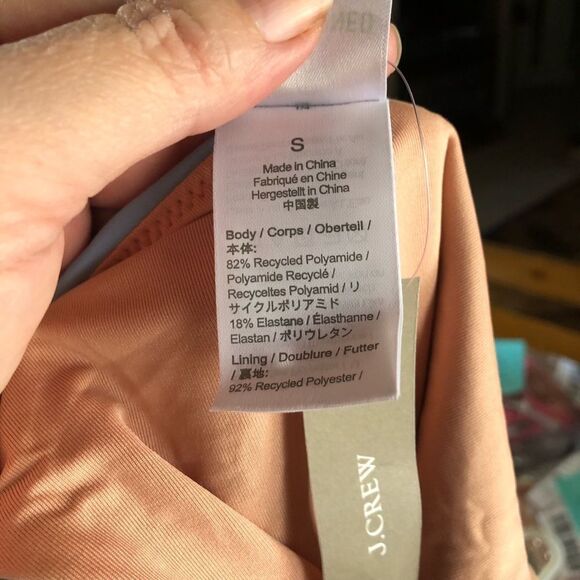 S
Made in China
Fabriqué en Chine
Hergestellt in China
中国製
Body / Corps / Oberteil /
本体:
82% Recycled Polyamide /
Polyamide Recyclé /
Recyceltes Polyamid / リ
サイクルポリアミド
18% Elastane / Élasthanne /
Elastan / ポリウレタン
Lining / Doublure / Futter
/ 裏地:
92% Recycled Polyester /
J.CREW